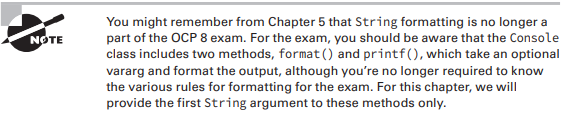 NOTE
You might remember from Chapter 5 that String formatting is no longer a
part of the OCP 8 exam. For the exam, you should be aware that the Console
class includes two methods, format() and printf(), which take an optional
vararg and format the output, although you’re no longer required to know
the various rules for formatting for the exam. For this chapter, we will
provide the first String argument to these methods only.